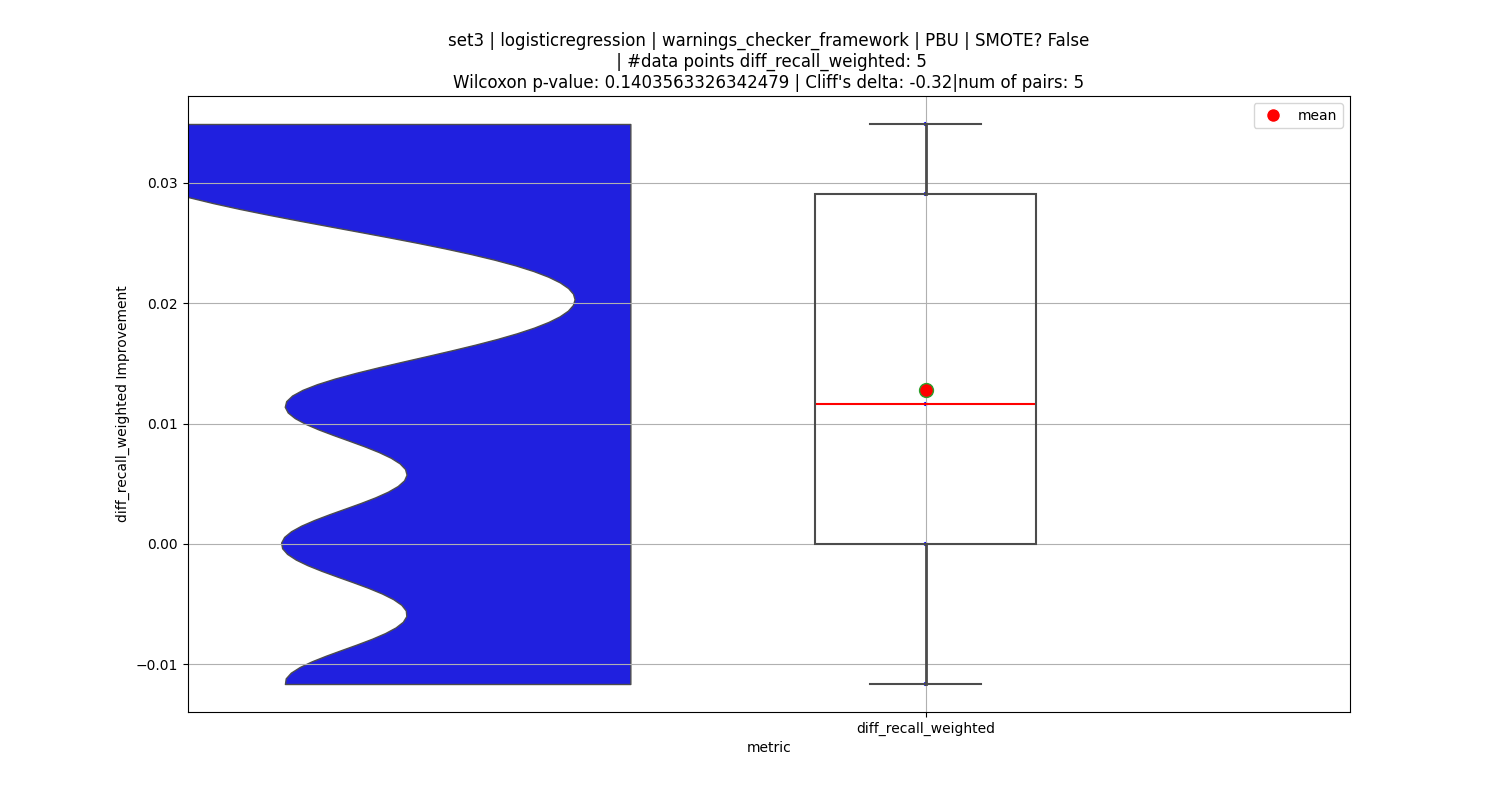 set3 | logisticregression | warnings_checker_framework | PBU | SMOTE? False
| #data points diff_recall_weighted: 5
Wilcoxon p-value: 0.1403563326342479 | Cliff's delta: -0.32|num of pairs: 5
mean
0.03
0.02
0.01
0.00
−0.01
diff_recall_weighted Improvement
diff_recall_weighted
metric